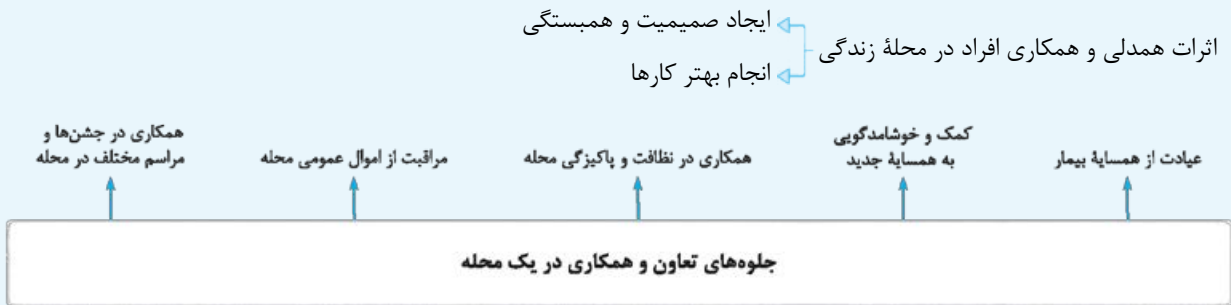 ایجاد صمیمیت و همبستگی
اثرات همدلی و همکاری افراد در محلهٔ زندگی
انجام بهتر کارها
عیادت از همسایهٔ بیمار
کمک و خوشامدگویی
به همسایهٔ جدید
همکاری در نظافت و پاکیزگی محله
مراقبت از اموال عمومی محله
همکاری در جشن‌ها و
مراسم مختلف در محله
جلوه‌های تعاون و همکاری در یک محله